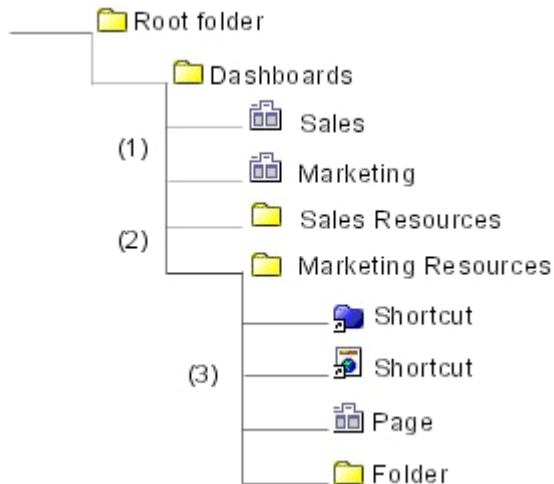 Root folder
Dashboards
Sales
(1)
Marketing
Sales Resources
(2)
Marketing Resources
Shortcut
Shortcut
(3)
Page
Folder